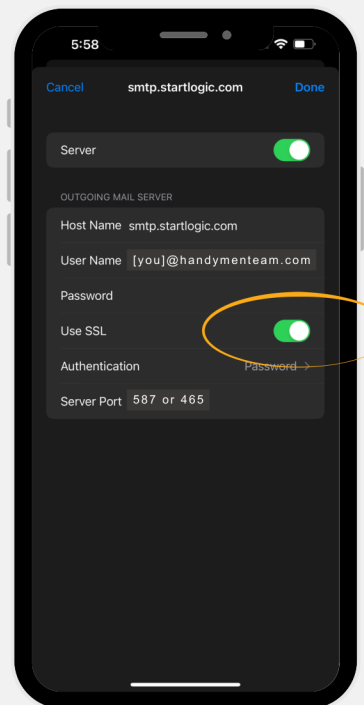 5:58
Cancel smtp.startlogic.com Done
Server
OUTGOING MAIL SERVER
Host Name smtp.startlogic.com
User Name [you]@handymenteam.com
Password
Use SSL
Authentication Password >
Server Port 587 or 465